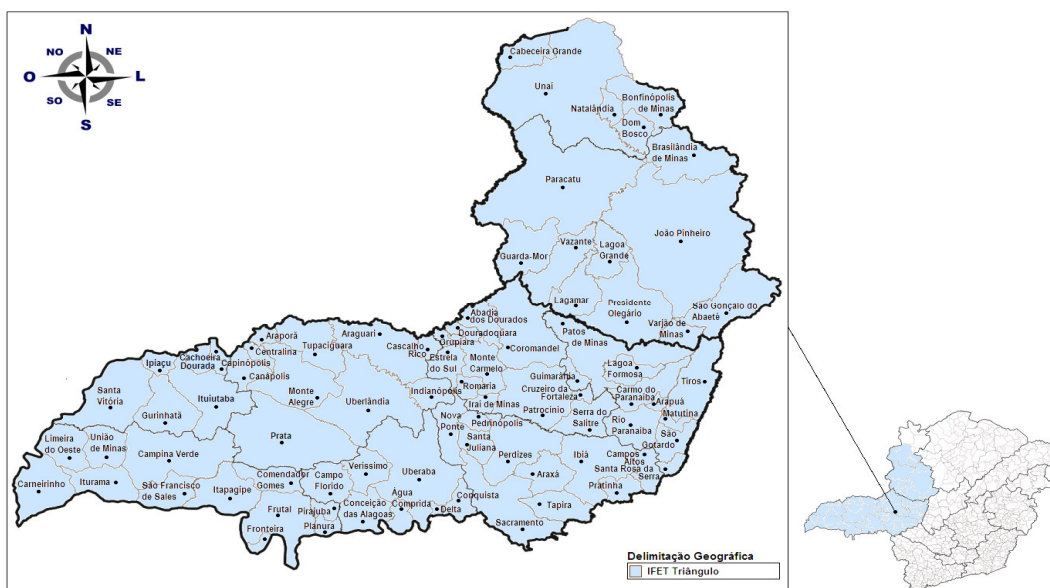 N
NO
NE
O
L
SO
SE
S
Cabeceira Grande
Unaí
Natalândia
Bonfinópolis
de Minas
Dom
Bosco
Brasilândia
de Minas
Paracatu
João Pinheiro
Vazante
Lagoa
Grande
Guarda-Mor
Lagamar
Presidente
Olegário
São Gonçalo do
Abaeté
Varjão de
Minas
Abadia
dos Dourados
Douradoquara
Grupiara
Patos
de Minas
Coromandel
Araporã
Araguari
Tupaciguara
Cascalho
Rico
Estrela
do Sul
Monte
Carmelo
Cachoeira
Dourada
Centralina
Capinópolis
Canápolis
Ipiaçu
Lagoa
Formosa
Guimarânia
Cruzeiro da
Fortaleza
Carmo do
Paranaiba
Tiros
Arapuá
Matutina
Santa
Vitória
Ituiutaba
Monte
Alegre
Uberlândia
Indianópolis
Romaria
Iraí de Minas
Patrocínio
Serra do
Salitre
Rio
Paranaiba
São
Gotardo
Gurinhatã
Nova
Ponte
Pedrinópolis
Santa
Juliana
Limeira
do Oeste
União
de Minas
Prata
Campina Verde
Perdizes
Ibiá
Campos
Altos
Santa Rosa da
Serra
Carneirinho
Iturama
São Francisco
de Sales
Itapagipe
Comendador
Gomes
Campo
Florido
Veríssimo
Uberaba
Araxá
Pratinha
Frutal
Pirajuba
Conceição
das Alagoas
Água
Comprida
Delta
Conquista
Tapira
Sacramento
Fronteira
Planura
Delimitação Geográfica
IFET Triângulo